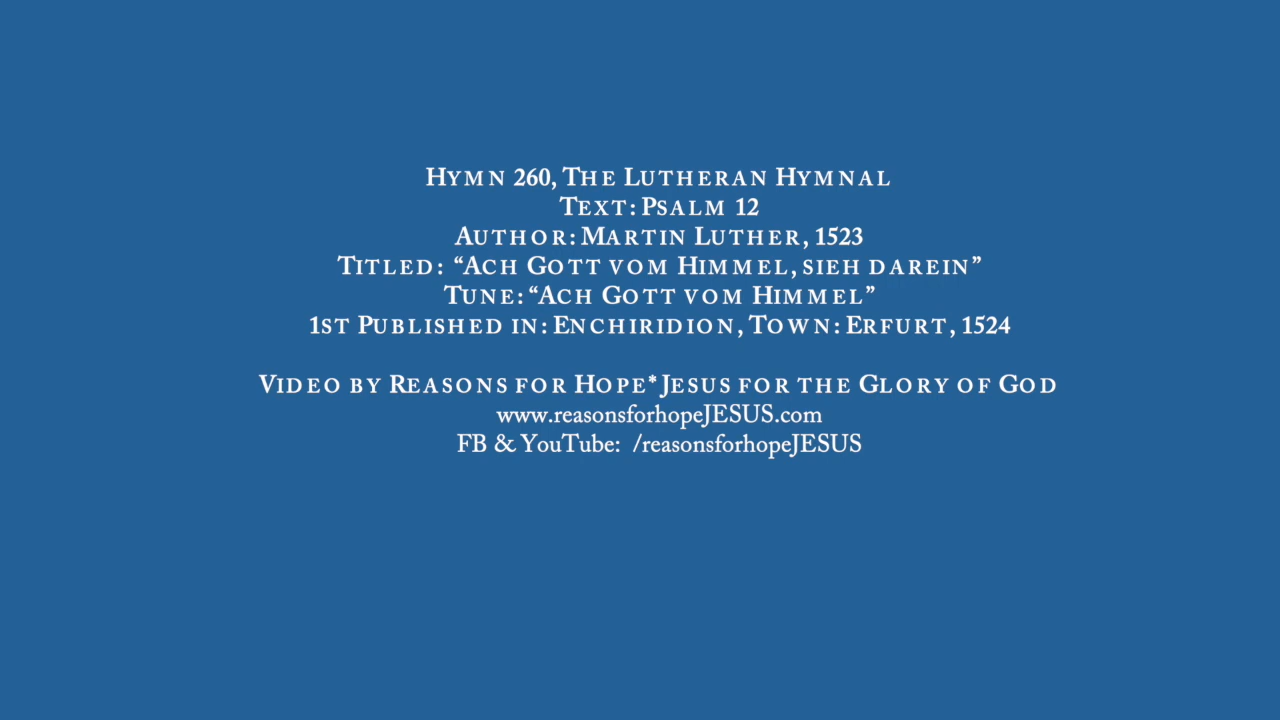 Hymn 260, The Lutheran Hymnal
Text: Psalm 12
Author: Martin Luther, 1523
Titled: “Ach Gott vom Himmel, sieh darein”
Tune: “Ach Gott vom Himmel”
1st Published in: Enchiridion, Town: Erfurt, 1524
Video by Reasons for Hope*Jesus for the Glory of God
www.reasonsforhopeJESUS.com
FB & YouTube: /reasonsforhopeJESUS